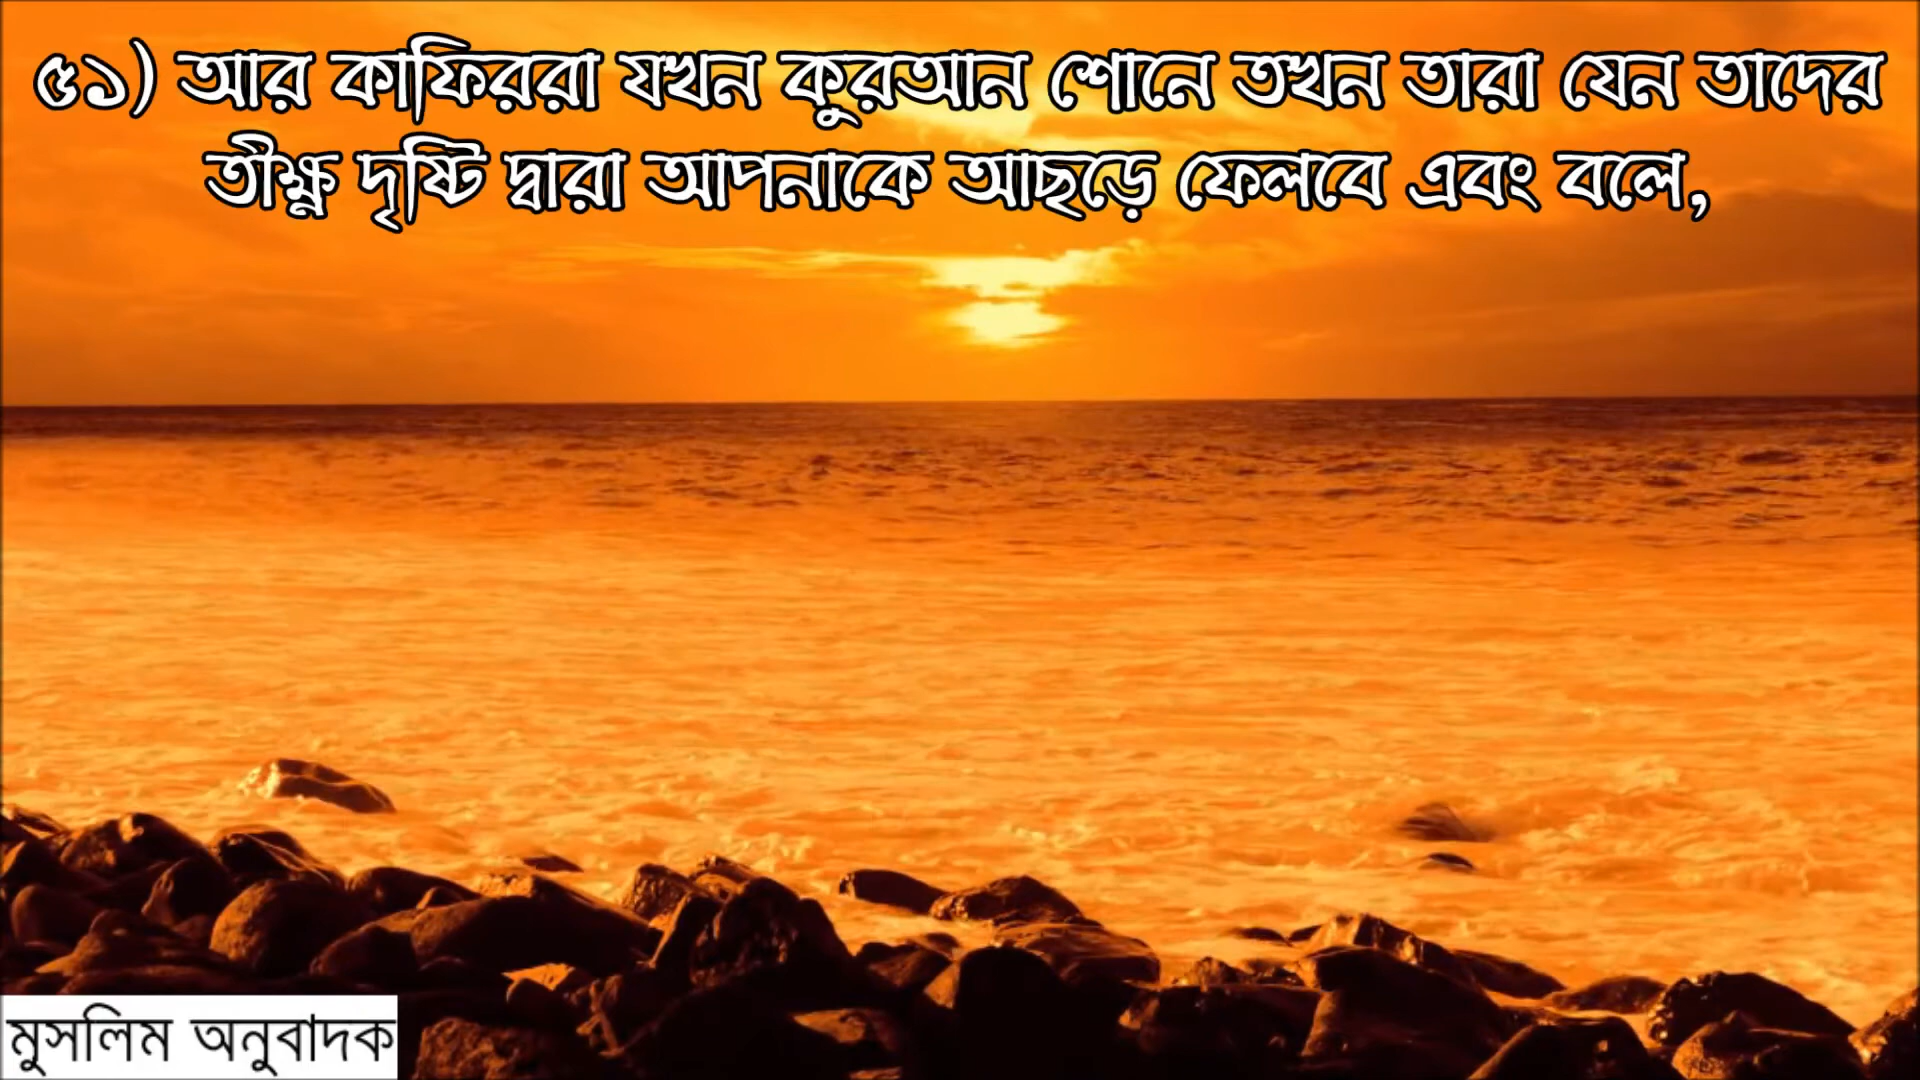 ৫১) আর কাফিররা যখন কুরআন শোনে তখন তারা যেন তাদের
তীক্ষ্ণ দৃষ্টি দ্বারা আপনাকে আছড়ে ফেলবে এবং বলে,
মুসলিম অনুবাদক